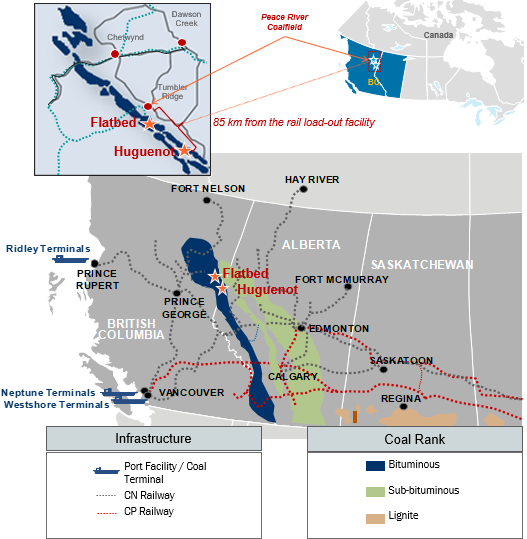 Dawson
Creek
Chetwynd
Tumbler
Ridge
Flatbed
Huguenot
Peace River
Coalfield
85 km from the rail load-out facility
Canada
BC
FORT NELSON
HAY RIVER
ALBERTA
SASKATCHEWAN
Ridley Terminals
PRINCE
RUPERT
Flatbed
Huguenot
FORT MCMURRAY
PRINCE
GEORGE
BRITISH
COLUMBIA
EDMONTON
SASKATOON
CALGARY
Neptune Terminals
Westshore Terminals
VANCOUVER
REGINA
Infrastructure
Port Facility / Coal
Terminal
CN Railway
CP Railway
Coal Rank
Bituminous
Sub-bituminous
Lignite